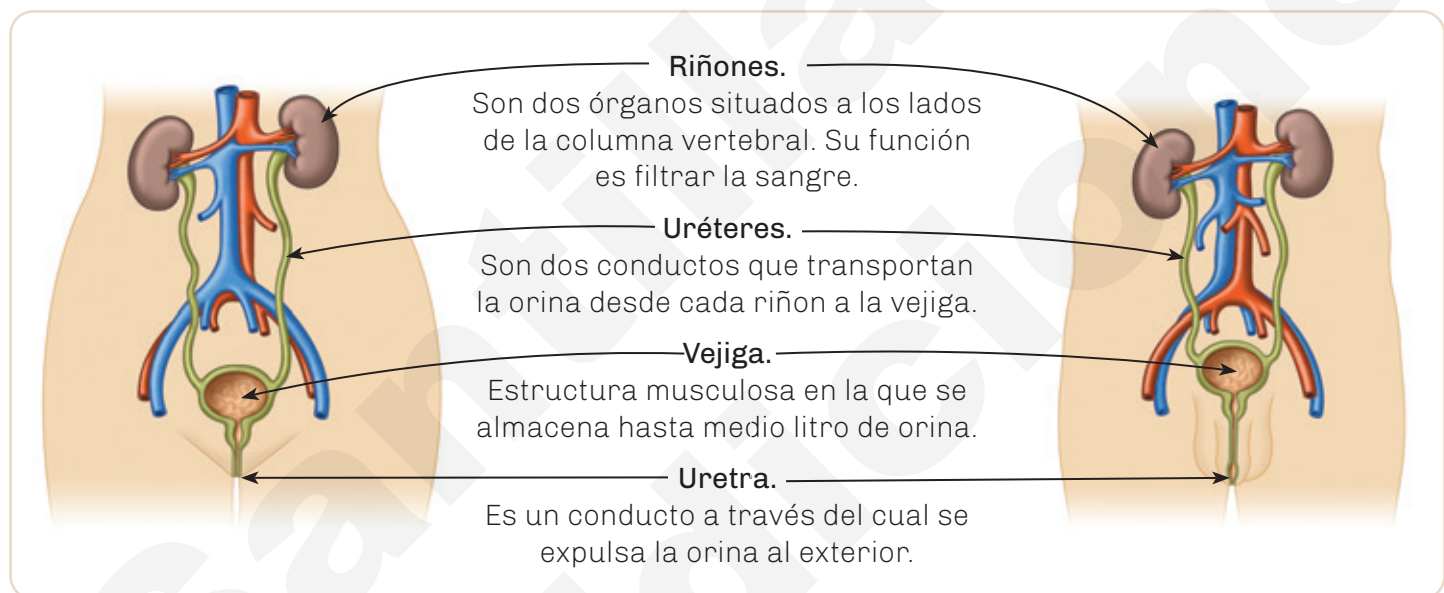 Riñones.
Son dos órganos situados a los lados
de la columna vertebral. Su función
es filtrar la sangre.
Uréteres.
Son dos conductos que transportan
la orina desde cada riñon a la vejiga.
Vejiga.
Estructura musculosa en la que se
almacena hasta medio litro de orina.
Uretra.
Es un conducto a través del cual se
expulsa la orina al exterior.